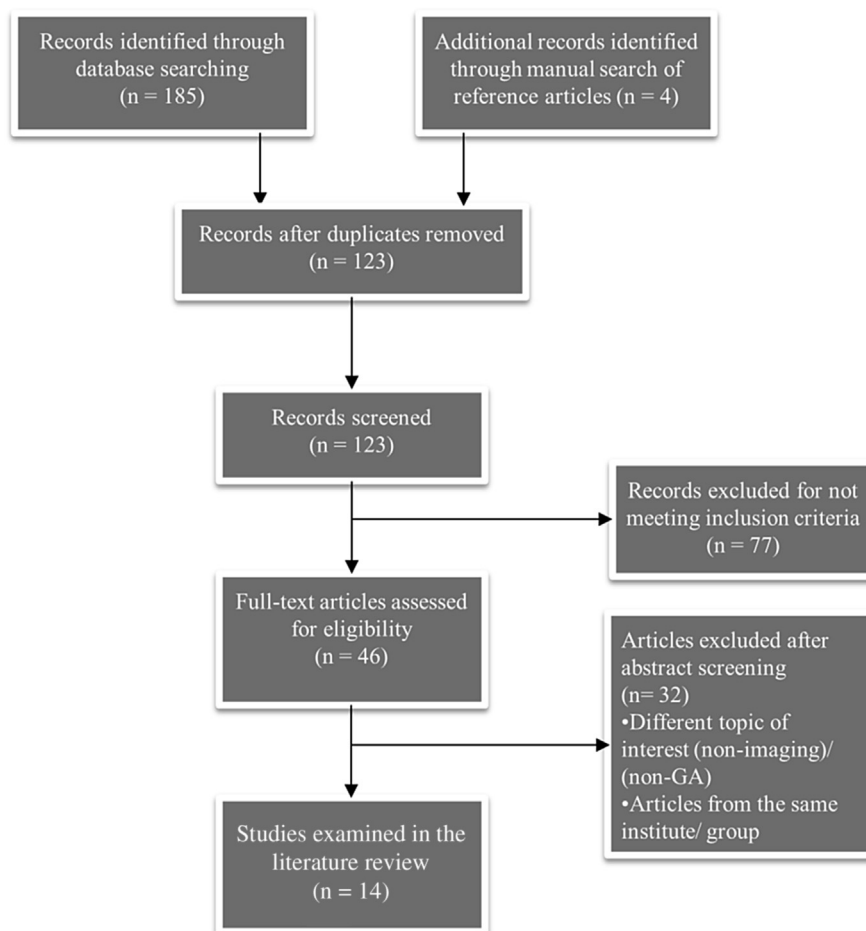 Records identified through
database searching
(n = 185)
Additional records identified
through manual search of
reference articles (n = 4)
Records after duplicates removed
(n = 123)
Records screened
(n = 123)
Records excluded for not
meeting inclusion criteria
(n = 77)
Full-text articles assessed
for eligibility
(n = 46)
Articles excluded after
abstract screening
(n= 32)
•Different topic of
interest (non-imaging)/
(non-GA)
•Articles from the same
institute/ group
Studies examined in the
literature review
(n = 14)